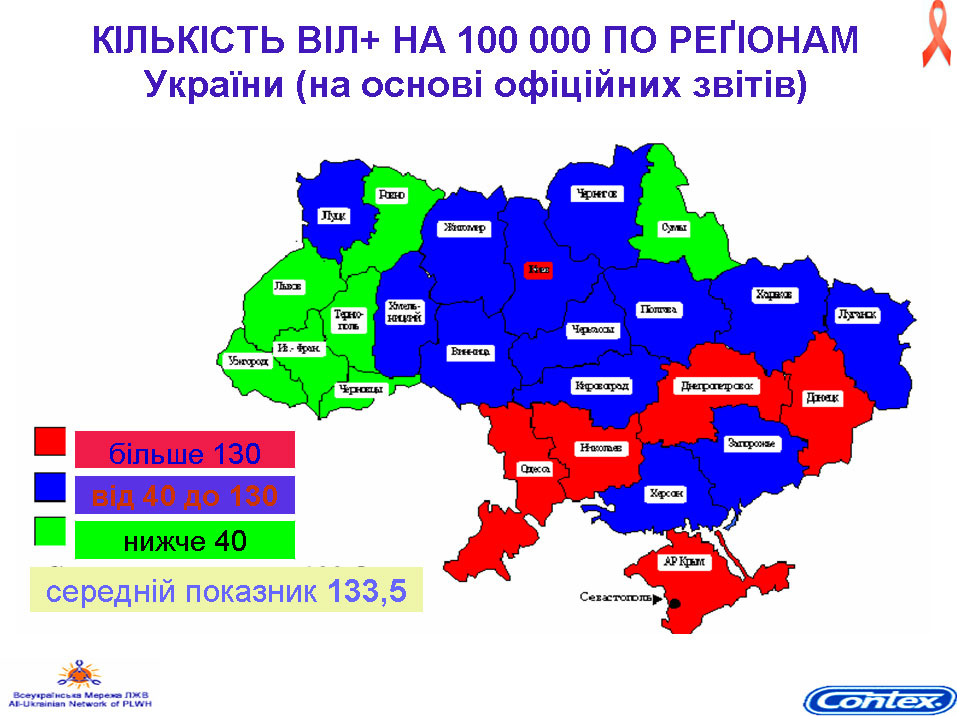 КІЛЬКІСТЬ ВІЛ+ НА 100 000 ПО РЕҐІОНАМ
України (на основі офіційних звітів)
Луцк
Ровно
Житомир
Чернигов
Сумы
Львов
Терно-
поль
Хмель-
ницкий
Киев
Полтава
Харьков
Луганск
Ужгород
Ив.- Фран.
Черновцы
Винница
Черкассы
Кировоград
Днепропетровск
Донецк
Запорожье
Одесса
Николаев
Херсон
АР Крым
Севастополь
більше 130
від 40 до 130
нижче 40
середній показник 133,5
Всеукраїнська Мережа ЛЖВ
All-Ukrainian Network of PLWH
Contex.